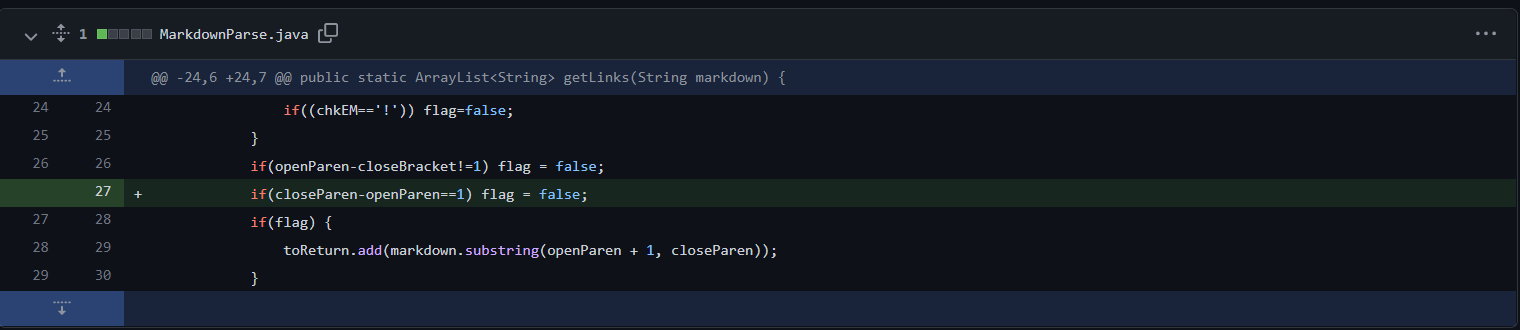 1 MarkdownParse.java
@@ -24,6 +24,7 @@ public static ArrayList<String> getLinks(String markdown) {
24 24 if((chkEM=='!')) flag=false;
25 25 }
26 26 if(openParen-closeBracket!=1) flag = false;
27 + if(closeParen-openParen==1) flag = false;
27 28 if(flag) {
28 29 toReturn.add(markdown.substring(openParen + 1, closeParen));
29 30 }